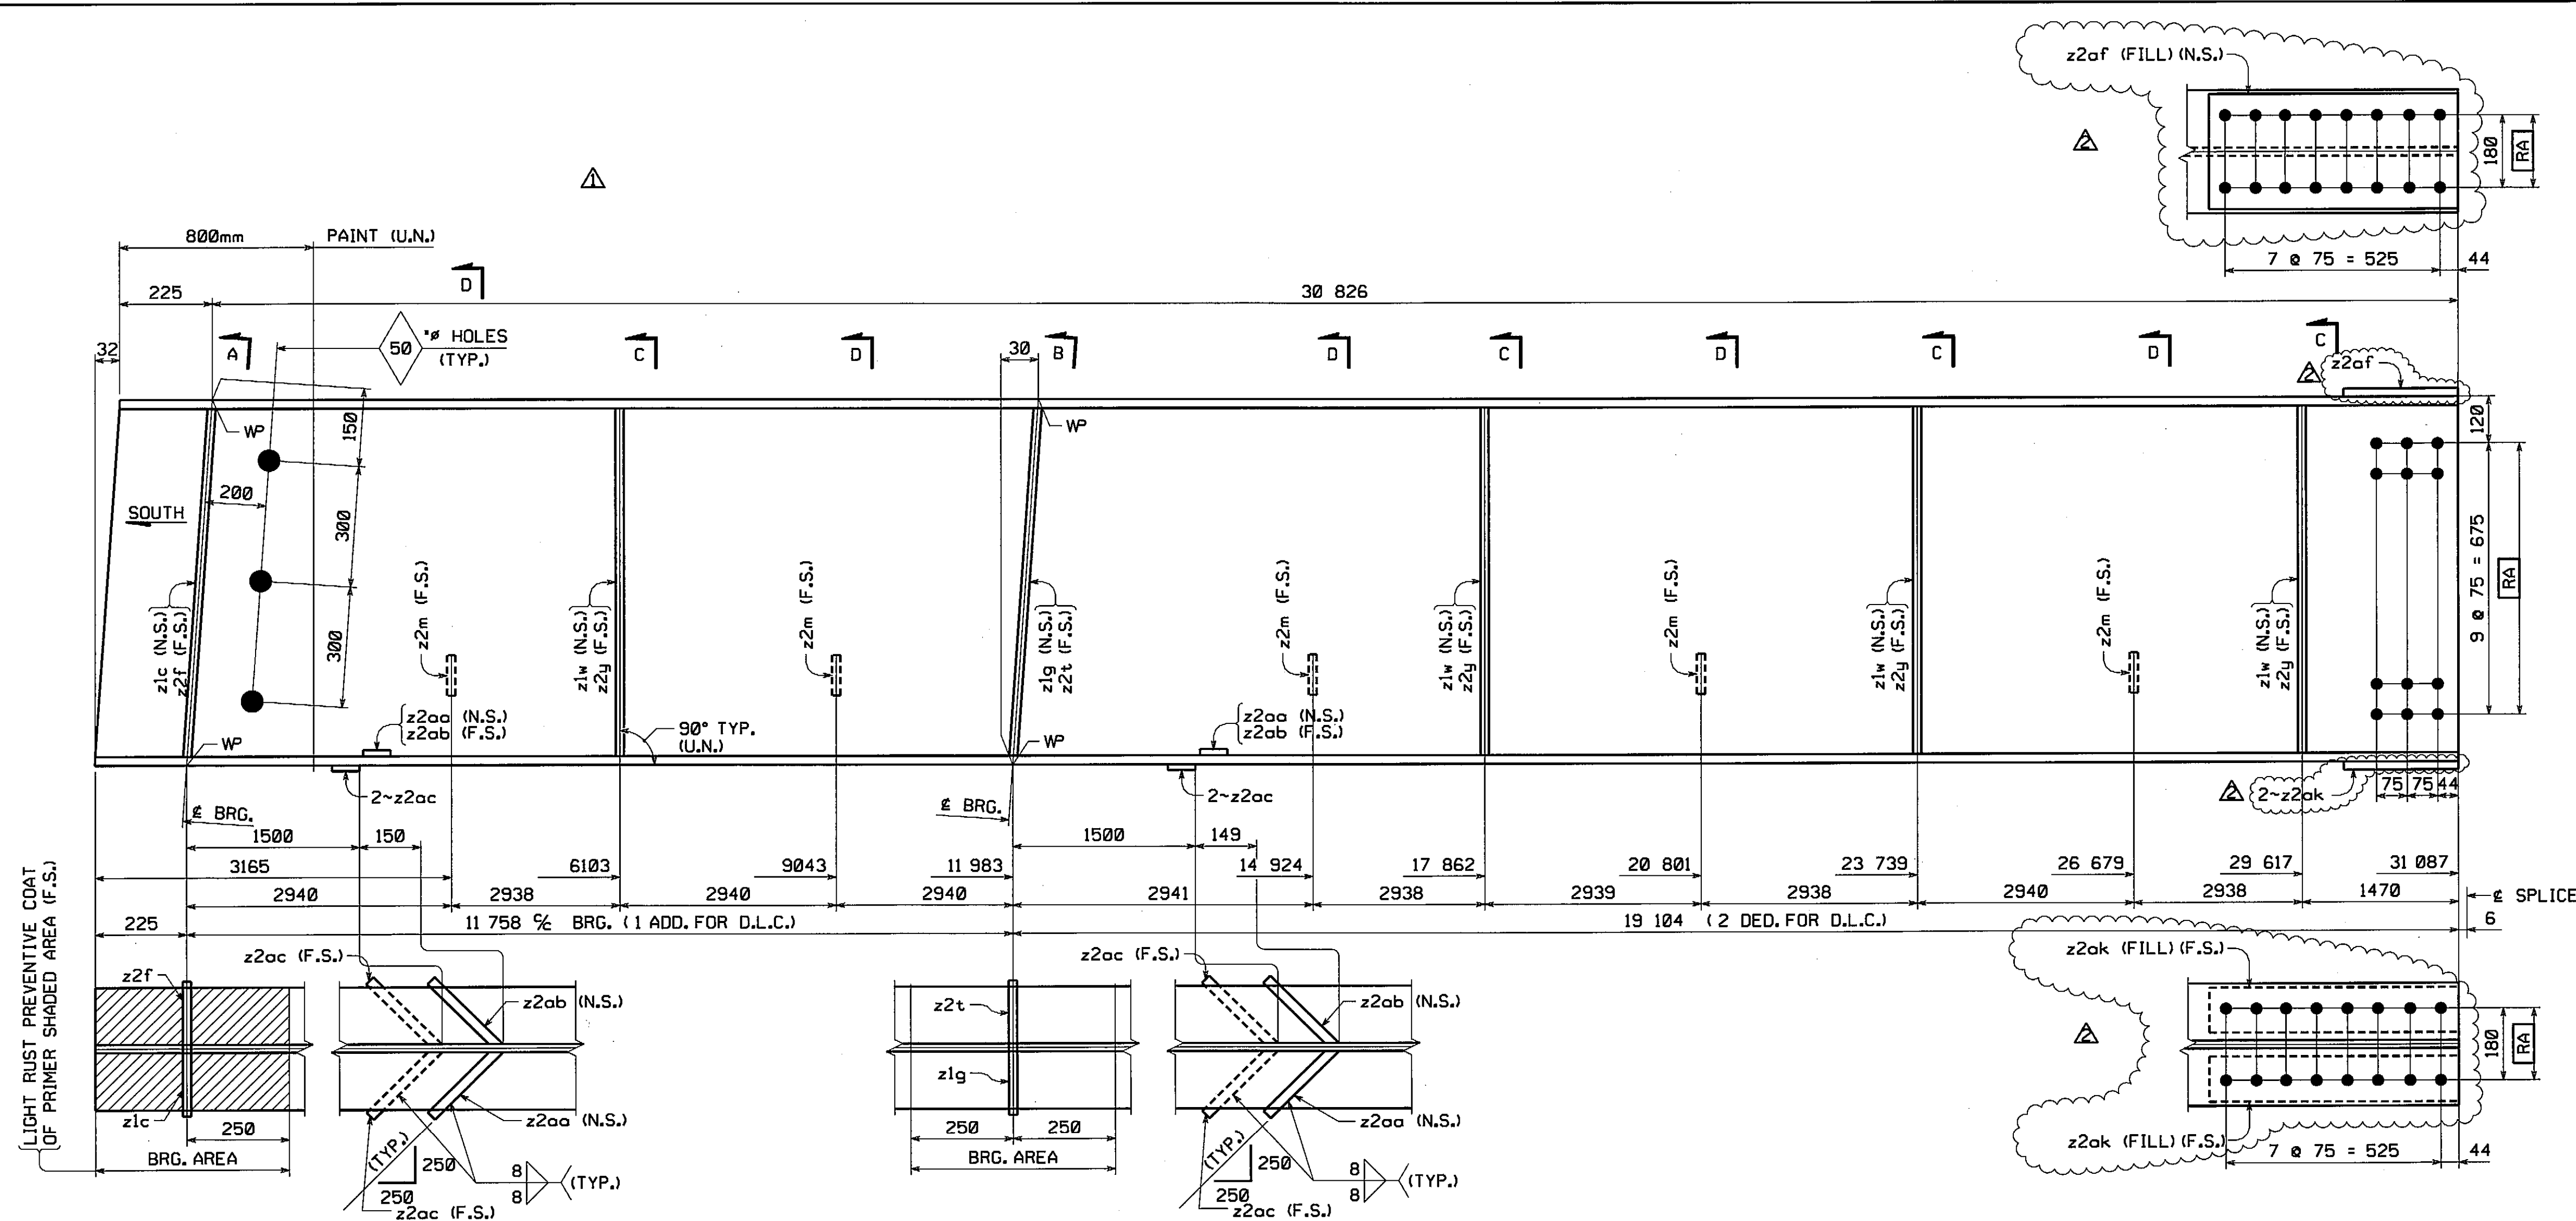 z2af (FILL) (N.S.)
2
180
RA
7 @ 75 = 525
44
1
800mm
PAINT (U.N.)
D
225
30 826
32
A
50
"ø HOLES
(TYP.)
C
D
30
B
D
C
D
C
D
C
2
z2af
WP
150
WP
120
200
SOUTH
300
300
z1c (N.S.)
z2f (F.S.)
z2m (F.S.)
z1w (N.S.)
z2y (F.S.)
z2m (F.S.)
z1g (N.S.)
z2t (F.S.)
z2m (F.S.)
z1w (N.S.)
z2y (F.S.)
z2m (F.S.)
z1w (N.S.)
z2y (F.S.)
z2m (F.S.)
z1w (N.S.)
z2y (F.S.)
9 @ 75 = 675
RA
z2aa (N.S.)
z2ab (F.S.)
90° TYP.
(U.N.)
z2aa (N.S.)
z2ab (F.S.)
WP
WP
2~z2ac
2~z2ac
2
2~z2ak
75
75
44
℄ BRG.
℄ BRG.
1500
150
1500
149
3165
6103
9043
11 983
14 924
17 862
20 801
23 739
26 679
29 617
31 087
2940
2938
2940
2940
2941
2938
2939
2938
2940
2938
1470
℄ SPLICE
225
11 758 c/c BRG. (1 ADD. FOR D.L.C.)
19 104 (2 DED. FOR D.L.C.)
6
LIGHT RUST PREVENTIVE COAT
OF PRIMER SHADED AREA (F.S.)
z2f
z1c
250
BRG. AREA
z2ac (F.S.)
z2ab (N.S.)
z2aa (N.S.)
(TYP.)
250
250
z2ac (F.S.)
8
8
(TYP.)
z2t
z1g
250
250
BRG. AREA
z2ac (F.S.)
z2ab (N.S.)
z2aa (N.S.)
(TYP.)
250
250
z2ac (F.S.)
8
8
(TYP.)
z2ak (FILL) (F.S.)
2
180
RA
z2ak (FILL) (F.S.)
7 @ 75 = 525
44